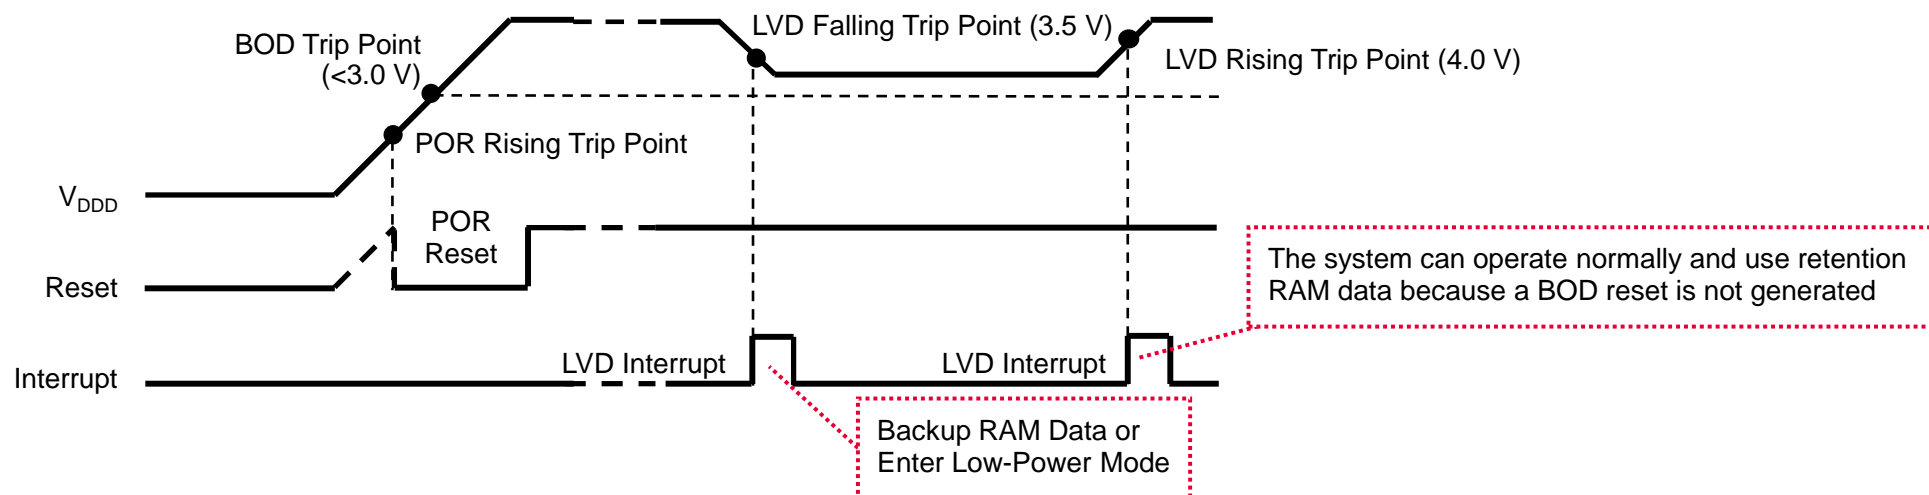 LVD Falling Trip Point (3.5 V)
BOD Trip Point
(<3.0 V)
LVD Rising Trip Point (4.0 V)
POR Rising Trip Point
VDDD
POR
Reset
Reset
The system can operate normally and use retention
RAM data because a BOD reset is not generated
LVD Interrupt
LVD Interrupt
Interrupt
Backup RAM Data or
Enter Low-Power Mode